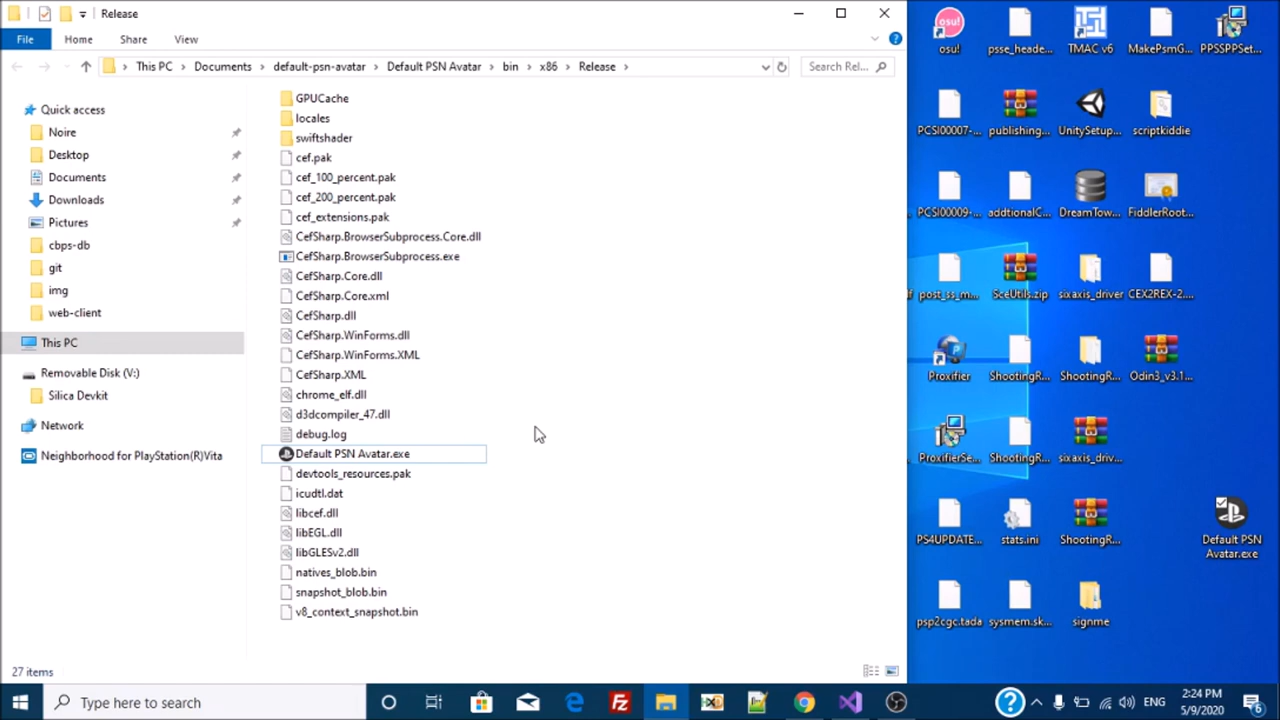 Release
File
Home
Share
View
This PC > Documents > default-psn-avatar > Default PSN Avatar > bin > x86 > Release >
Search Rel...
Quick access
Noire
Desktop
Documents
Downloads
Pictures
cbps-db
git
img
web-client
This PC
Removable Disk (V:)
Silica Devkit
Network
Neighborhood for PlayStation(R)Vita
GPUCache
locales
swiftshader
cef.pak
cef_100_percent.pak
cef_200_percent.pak
cef_extensions.pak
CefSharp.BrowserSubprocess.Core.dll
CefSharp.BrowserSubprocess.exe
CefSharp.Core.dll
CefSharp.Core.xml
CefSharp.dll
CefSharp.WinForms.dll
CefSharp.WinForms.XML
CefSharp.XML
chrome_elf.dll
d3dcompiler_47.dll
debug.log
Default PSN Avatar.exe
devtools_resources.pak
icudtl.dat
libcef.dll
libEGL.dll
libGLESv2.dll
natives_blob.bin
snapshot_blob.bin
v8_context_snapshot.bin
27 items
osu!
osu!
psse_heade...
TMAC v6
MakePsmG...
PPSSPPSet...
PCSI00007-...
publishing...
UnitySetup...
scriptkiddie
PCSI00009-...
addtionalC...
DreamTow...
FiddlerRoot...
post_ss_m...
SceUtils.zip
sixaxis_driver
CEX2REX-2....
Proxifier
ShootingR...
ShootingR...
Odin3_v3.1...
ProxifierSe...
ShootingR...
sixaxis_driv...
PS4UPDATE...
stats.ini
ShootingR...
Default PSN
Avatar.exe
psp2cgc.tada
sysmem.sk...
signme
Type here to search
ENG
2:24 PM
5/9/2020
6